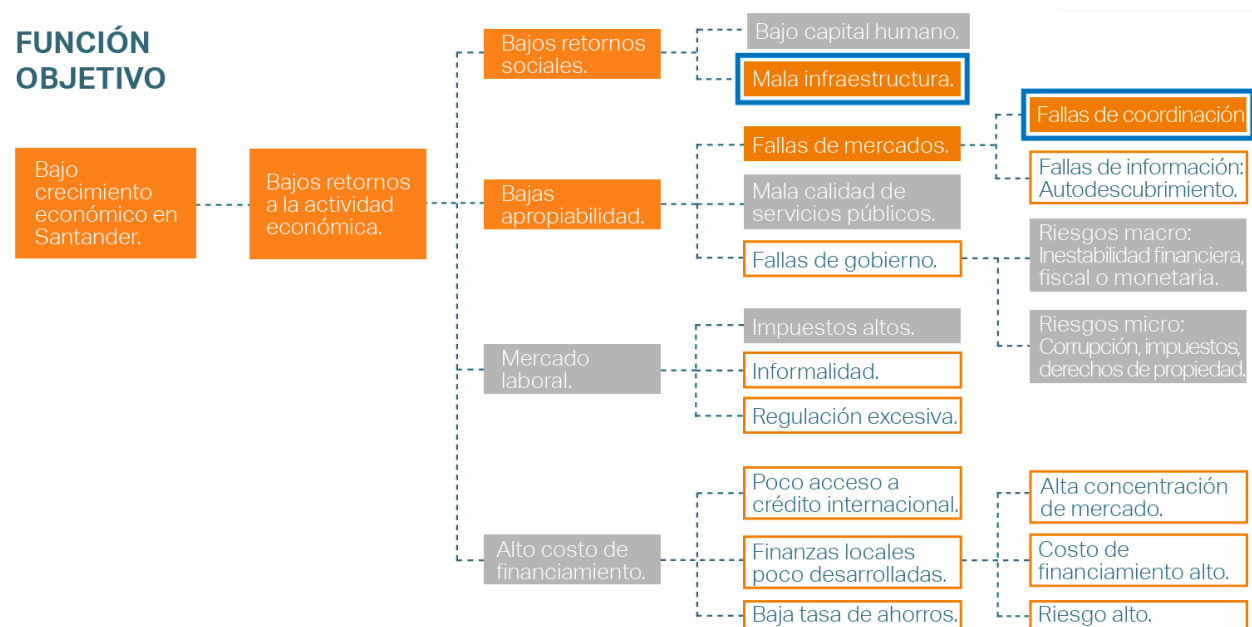 FUNCIÓN
OBJETIVO
Bajo
crecimiento
económico en
Santander.
Bajos retornos
a la actividad
económica.
Bajos retornos
sociales.
Bajo capital humano.
Mala infraestructura.
Bajas
apropiabilidad.
Fallas de mercados.
Fallas de coordinación
Fallas de información:
Autodescubrimiento.
Mala calidad de
servicios públicos.
Fallas de gobierno.
Riesgos macro:
Inestabilidad financiera,
fiscal o monetaria.
Riesgos micro:
Corrupción, impuestos,
derechos de propiedad.
Mercado
laboral.
Impuestos altos.
Informalidad.
Regulación excesiva.
Alto costo de
financiamiento.
Poco acceso a
crédito internacional.
Finanzas locales
poco desarrolladas.
Baja tasa de ahorros.
Alta concentración
de mercado.
Costo de
financiamiento alto.
Riesgo alto.